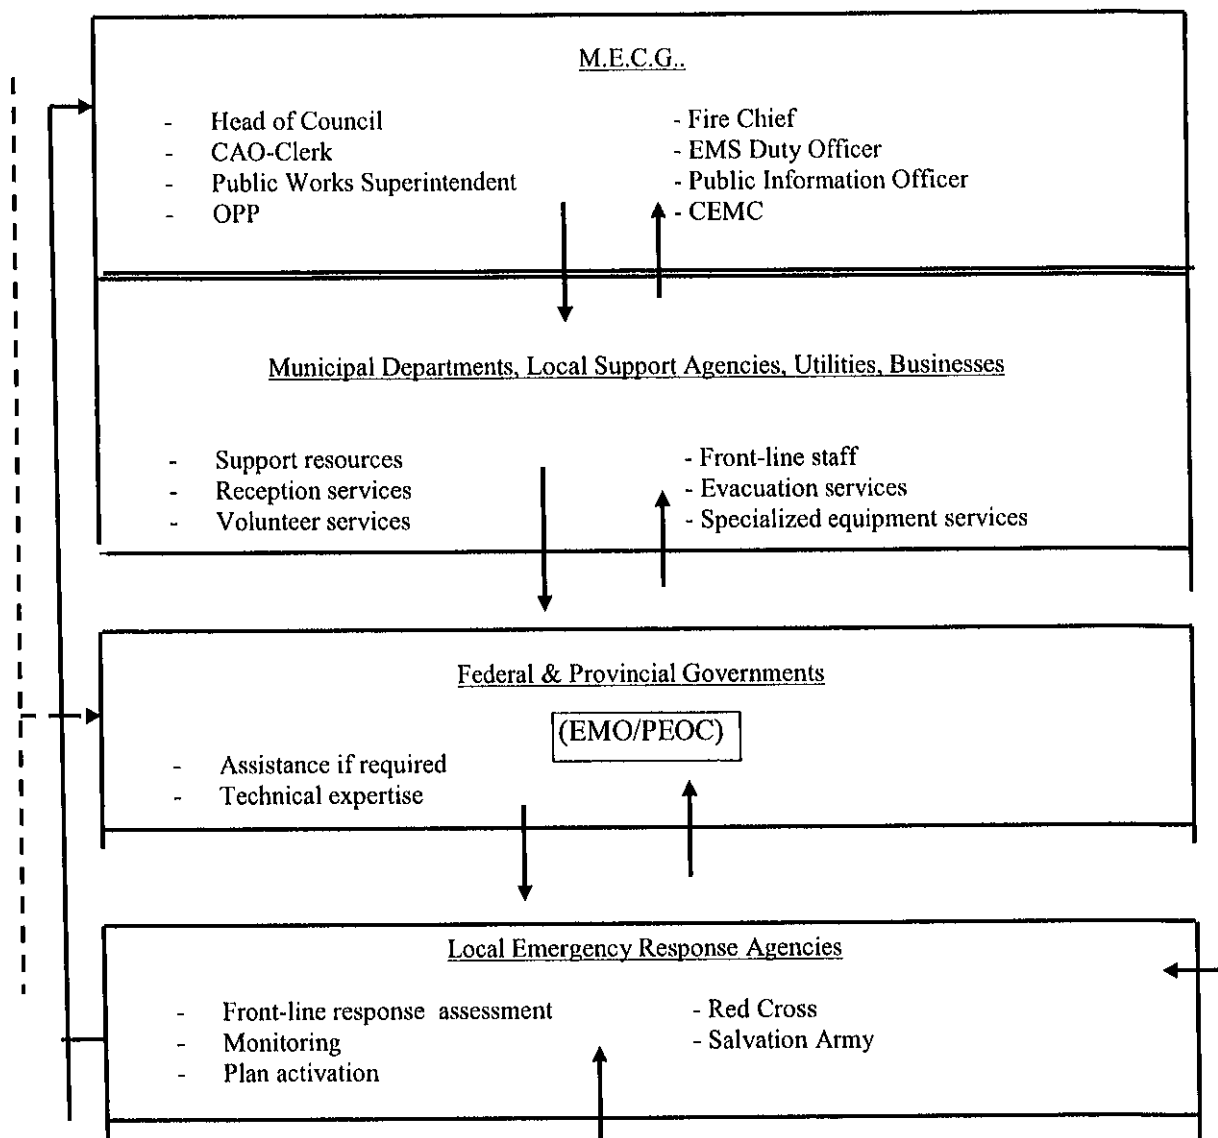 M.E.C.G..
- Head of Council - Fire Chief
- CAO-Clerk - EMS Duty Officer
- Public Works Superintendent - Public Information Officer
- OPP - CEMC
Municipal Departments, Local Support Agencies, Utilities, Businesses
- Support resources - Front-line staff
- Reception services - Evacuation services
- Volunteer services - Specialized equipment services
Federal & Provincial Governments
(EMO/PEOC)
- Assistance if required
- Technical expertise
Local Emergency Response Agencies
- Front-line response assessment - Red Cross
- Monitoring - Salvation Army
- Plan activation